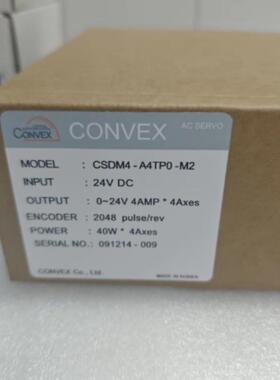 CONVEX CONVEX AC SERVO
MODEL : CSDM4-A4TP0-M2
INPUT : 24V DC
OUTPUT : 0~24V 4AMP * 4Axes
ENCODER : 2048 pulse/rev
POWER : 40W * 4Axes
SERIAL NO. : 091214 - 009
CONVEX Co., Ltd.
MADE IN KOREA